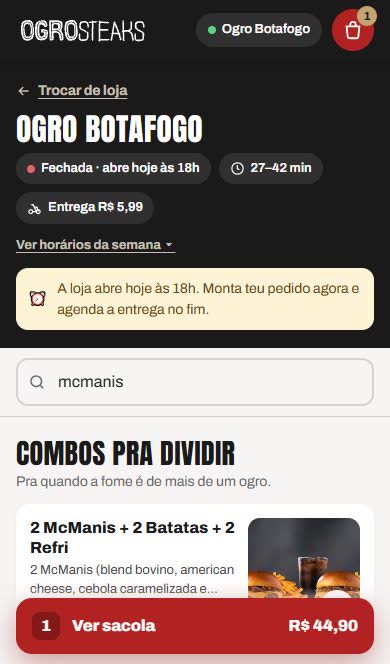 OGROSTEAKS
Ogro Botafogo
1
← Trocar de loja
OGRO BOTAFOGO
Fechada · abre hoje às 18h
27–42 min
Entrega R$ 5,99
Ver horários da semana
A loja abre hoje às 18h. Monta teu pedido agora e
agenda a entrega no fim.
mcmanis
COMBOS PRA DIVIDIR
Pra quando a fome é de mais de um ogro.
2 McManis + 2 Batatas + 2
Refri
2 McManis (blend bovino, american
cheese, cebola caramelizada e...
1 Ver sacola R$ 44,90